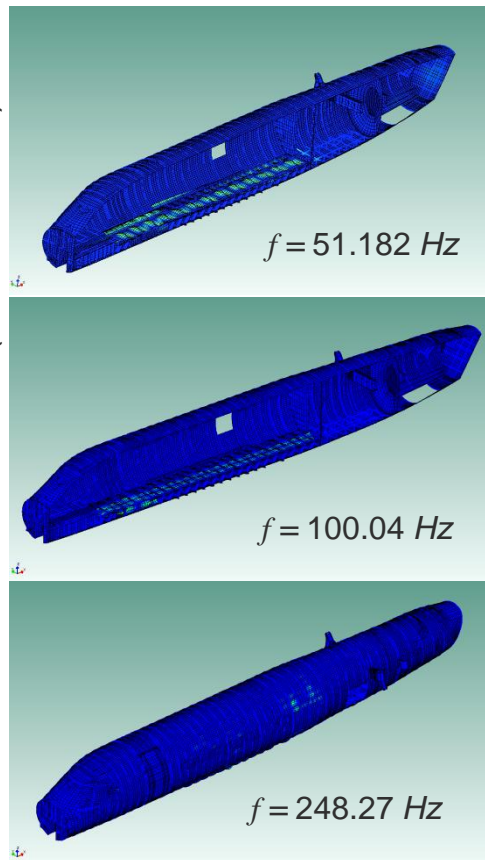 f = 51.182 Hz
f = 100.04 Hz
f = 248.27 Hz